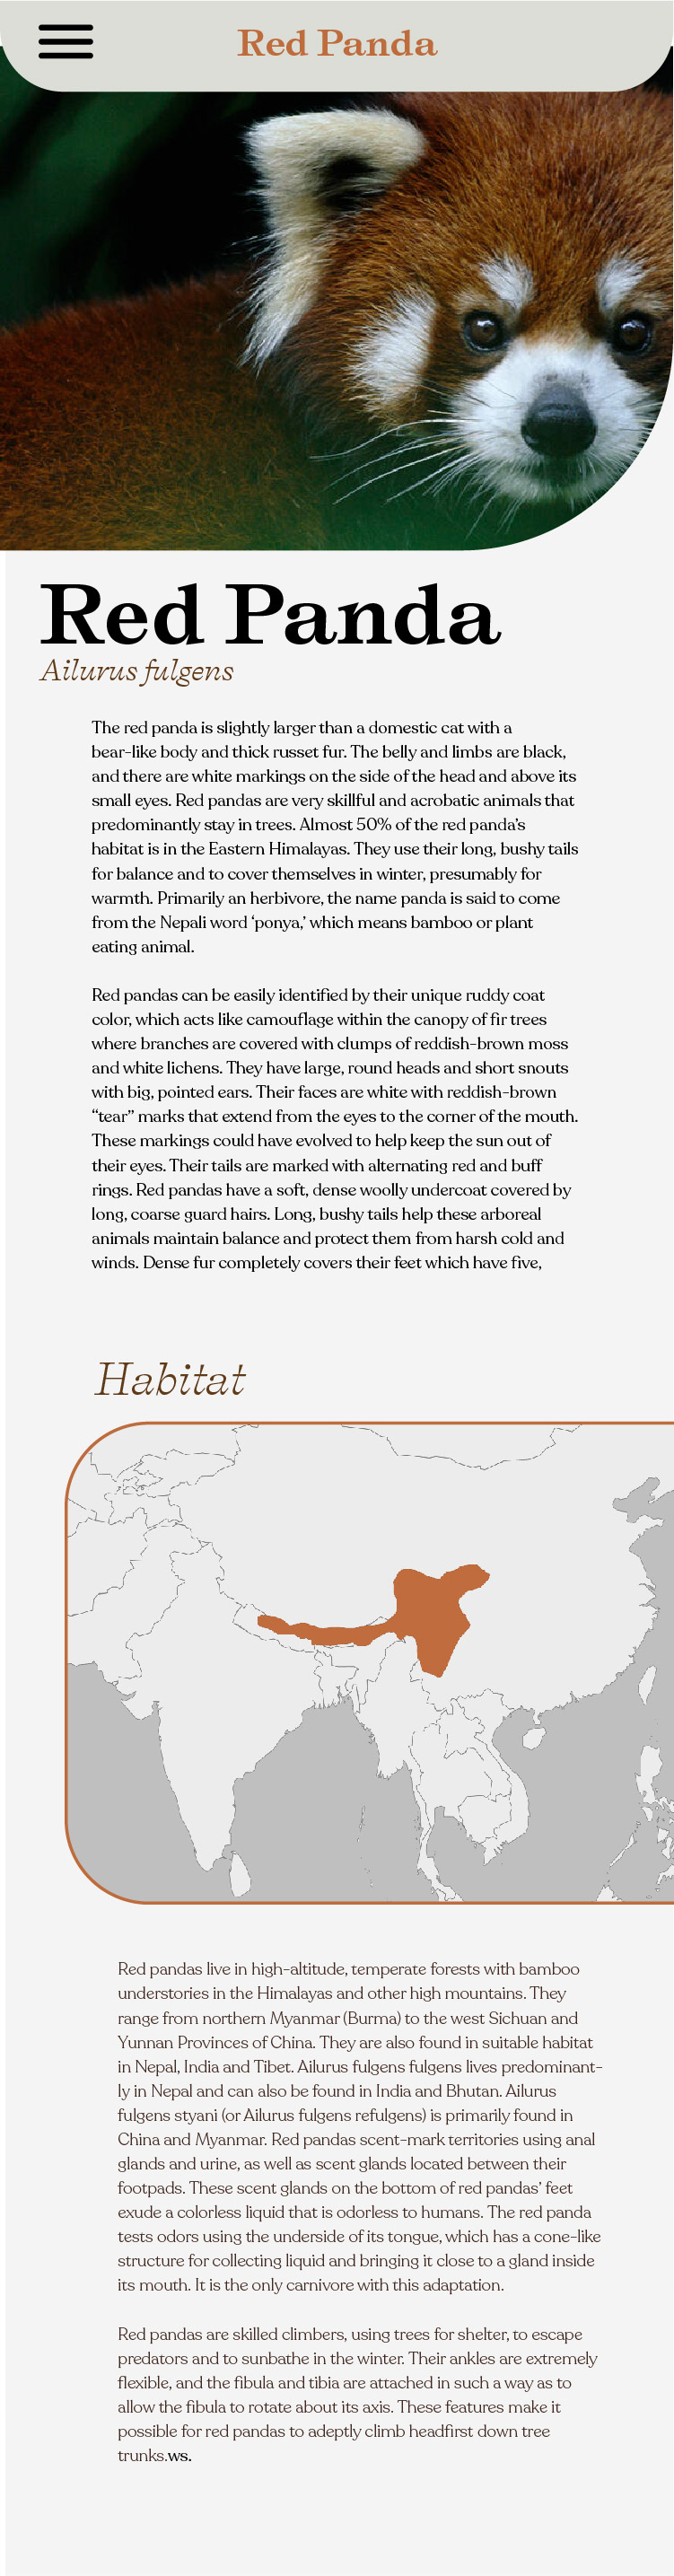 Red Panda
Red Panda
Ailurus fulgens
The red panda is slightly larger than a domestic cat with a
bear-like body and thick russet fur. The belly and limbs are black,
and there are white markings on the side of the head and above its
small eyes. Red pandas are very skillful and acrobatic animals that
predominantly stay in trees. Almost 50% of the red panda’s
habitat is in the Eastern Himalayas. They use their long, bushy tails
for balance and to cover themselves in winter, presumably for
warmth. Primarily an herbivore, the name panda is said to come
from the Nepali word ‘ponya,’ which means bamboo or plant
eating animal.
Red pandas can be easily identified by their unique ruddy coat
color, which acts like camouflage within the canopy of fir trees
where branches are covered with clumps of reddish-brown moss
and white lichens. They have large, round heads and short snouts
with big, pointed ears. Their faces are white with reddish-brown
“tear” marks that extend from the eyes to the corner of the mouth.
These markings could have evolved to help keep the sun out of
their eyes. Their tails are marked with alternating red and buff
rings. Red pandas have a soft, dense woolly undercoat covered by
long, coarse guard hairs. Long, bushy tails help these arboreal
animals maintain balance and protect them from harsh cold and
winds. Dense fur completely covers their feet which have five,
Habitat
Red pandas live in high-altitude, temperate forests with bamboo
understories in the Himalayas and other high mountains. They
range from northern Myanmar (Burma) to the west Sichuan and
Yunnan Provinces of China. They are also found in suitable habitat
in Nepal, India and Tibet. Ailurus fulgens fulgens lives predominant-
ly in Nepal and can also be found in India and Bhutan. Ailurus
fulgens styani (or Ailurus fulgens refulgens) is primarily found in
China and Myanmar. Red pandas scent-mark territories using anal
glands and urine, as well as scent glands located between their
footpads. These scent glands on the bottom of red pandas’ feet
exude a colorless liquid that is odorless to humans. The red panda
tests odors using the underside of its tongue, which has a cone-like
structure for collecting liquid and bringing it close to a gland inside
its mouth. It is the only carnivore with this adaptation.
Red pandas are skilled climbers, using trees for shelter, to escape
predators and to sunbathe in the winter. Their ankles are extremely
flexible, and the fibula and tibia are attached in such a way as to
allow the fibula to rotate about its axis. These features make it
possible for red pandas to adeptly climb headfirst down tree
trunks.ws.